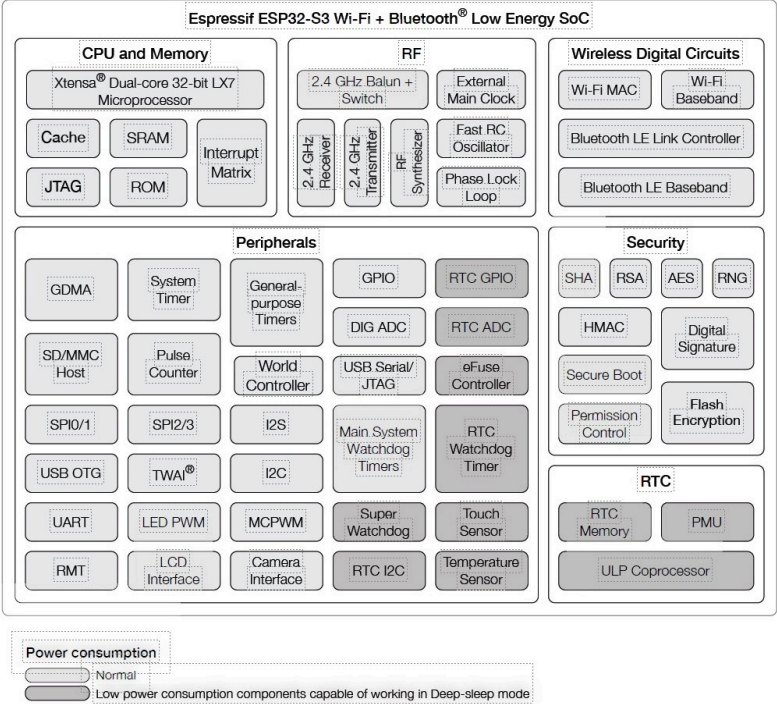 Espressif ESP32-S3 Wi-Fi + Bluetooth® Low Energy SoC
CPU and Memory
Xtensa® Dual-core 32-bit LX7
Microprocessor
Cache
SRAM
Interrupt
Matrix
JTAG
ROM
RF
2.4 GHz Balun +
Switch
External
Main Clock
2.4 GHz
Receiver
2.4 GHz
Transmitter
RF
Synthesizer
Fast RC
Oscillator
Phase Lock
Loop
Wireless Digital Circuits
Wi-Fi MAC
Wi-Fi
Baseband
Bluetooth LE Link Controller
Bluetooth LE Baseband
Peripherals
GDMA
System
Timer
General-
purpose
Timers
GPIO
RTC GPIO
DIG ADC
RTC ADC
SD/MMC
Host
Pulse
Counter
World
Controller
USB Serial/
JTAG
eFuse
Controller
SPI0/1
SPI2/3
I2S
Main System
Watchdog
Timers
RTC
Watchdog
Timer
USB OTG
TWAI®
I2C
UART
LED PWM
MCPWM
Super
Watchdog
Touch
Sensor
RMT
LCD
Interface
Camera
Interface
RTC I2C
Temperature
Sensor
Security
SHA
RSA
AES
RNG
HMAC
Digital
Signature
Secure Boot
Permission
Control
Flash
Encryption
RTC
RTC
Memory
PMU
ULP Coprocessor
Power consumption
Normal
Low power consumption components capable of working in Deep-sleep mode